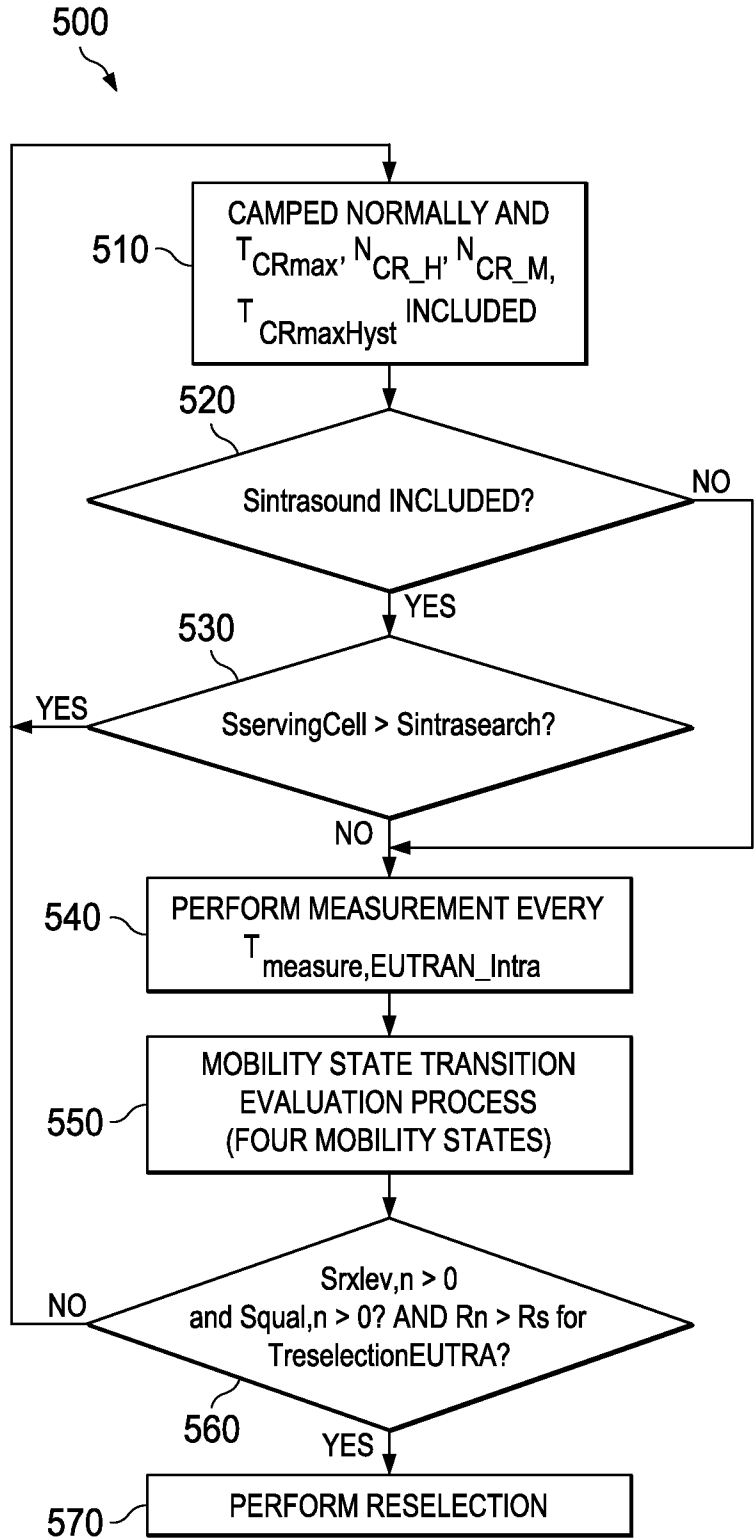 500
510
CAMPED NORMALLY AND
TCRmax, NCR_H, NCR_M,
TCRmaxHyst INCLUDED
520
Sintrasound INCLUDED?
NO
YES
530
YES
SservingCell > Sintrasearch?
NO
540
PERFORM MEASUREMENT EVERY
Tmeasure,EUTRAN_Intra
550
MOBILITY STATE TRANSITION
EVALUATION PROCESS
(FOUR MOBILITY STATES)
NO
Srxlev,n > 0
and Squal,n > 0? AND Rn > Rs for
TreselectionEUTRA?
560
YES
570
PERFORM RESELECTION